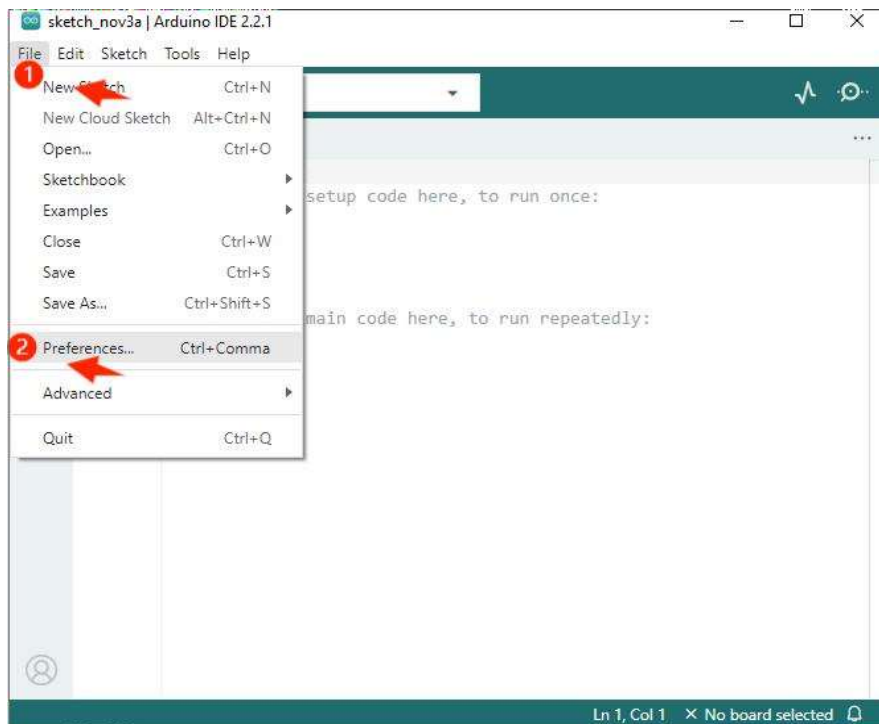 sketch_nov3a | Arduino IDE 2.2.1
File Edit Sketch Tools Help
1
New Sketch Ctrl+N
New Cloud Sketch Alt+Ctrl+N
Open... Ctrl+O
Sketchbook
setup code here, to run once:
Examples
Close Ctrl+W
Save Ctrl+S
Save As... Ctrl+Shift+S
main code here, to run repeatedly:
2 Preferences... Ctrl+Comma
Advanced
Quit Ctrl+Q
Ln 1, Col 1 × No board selected